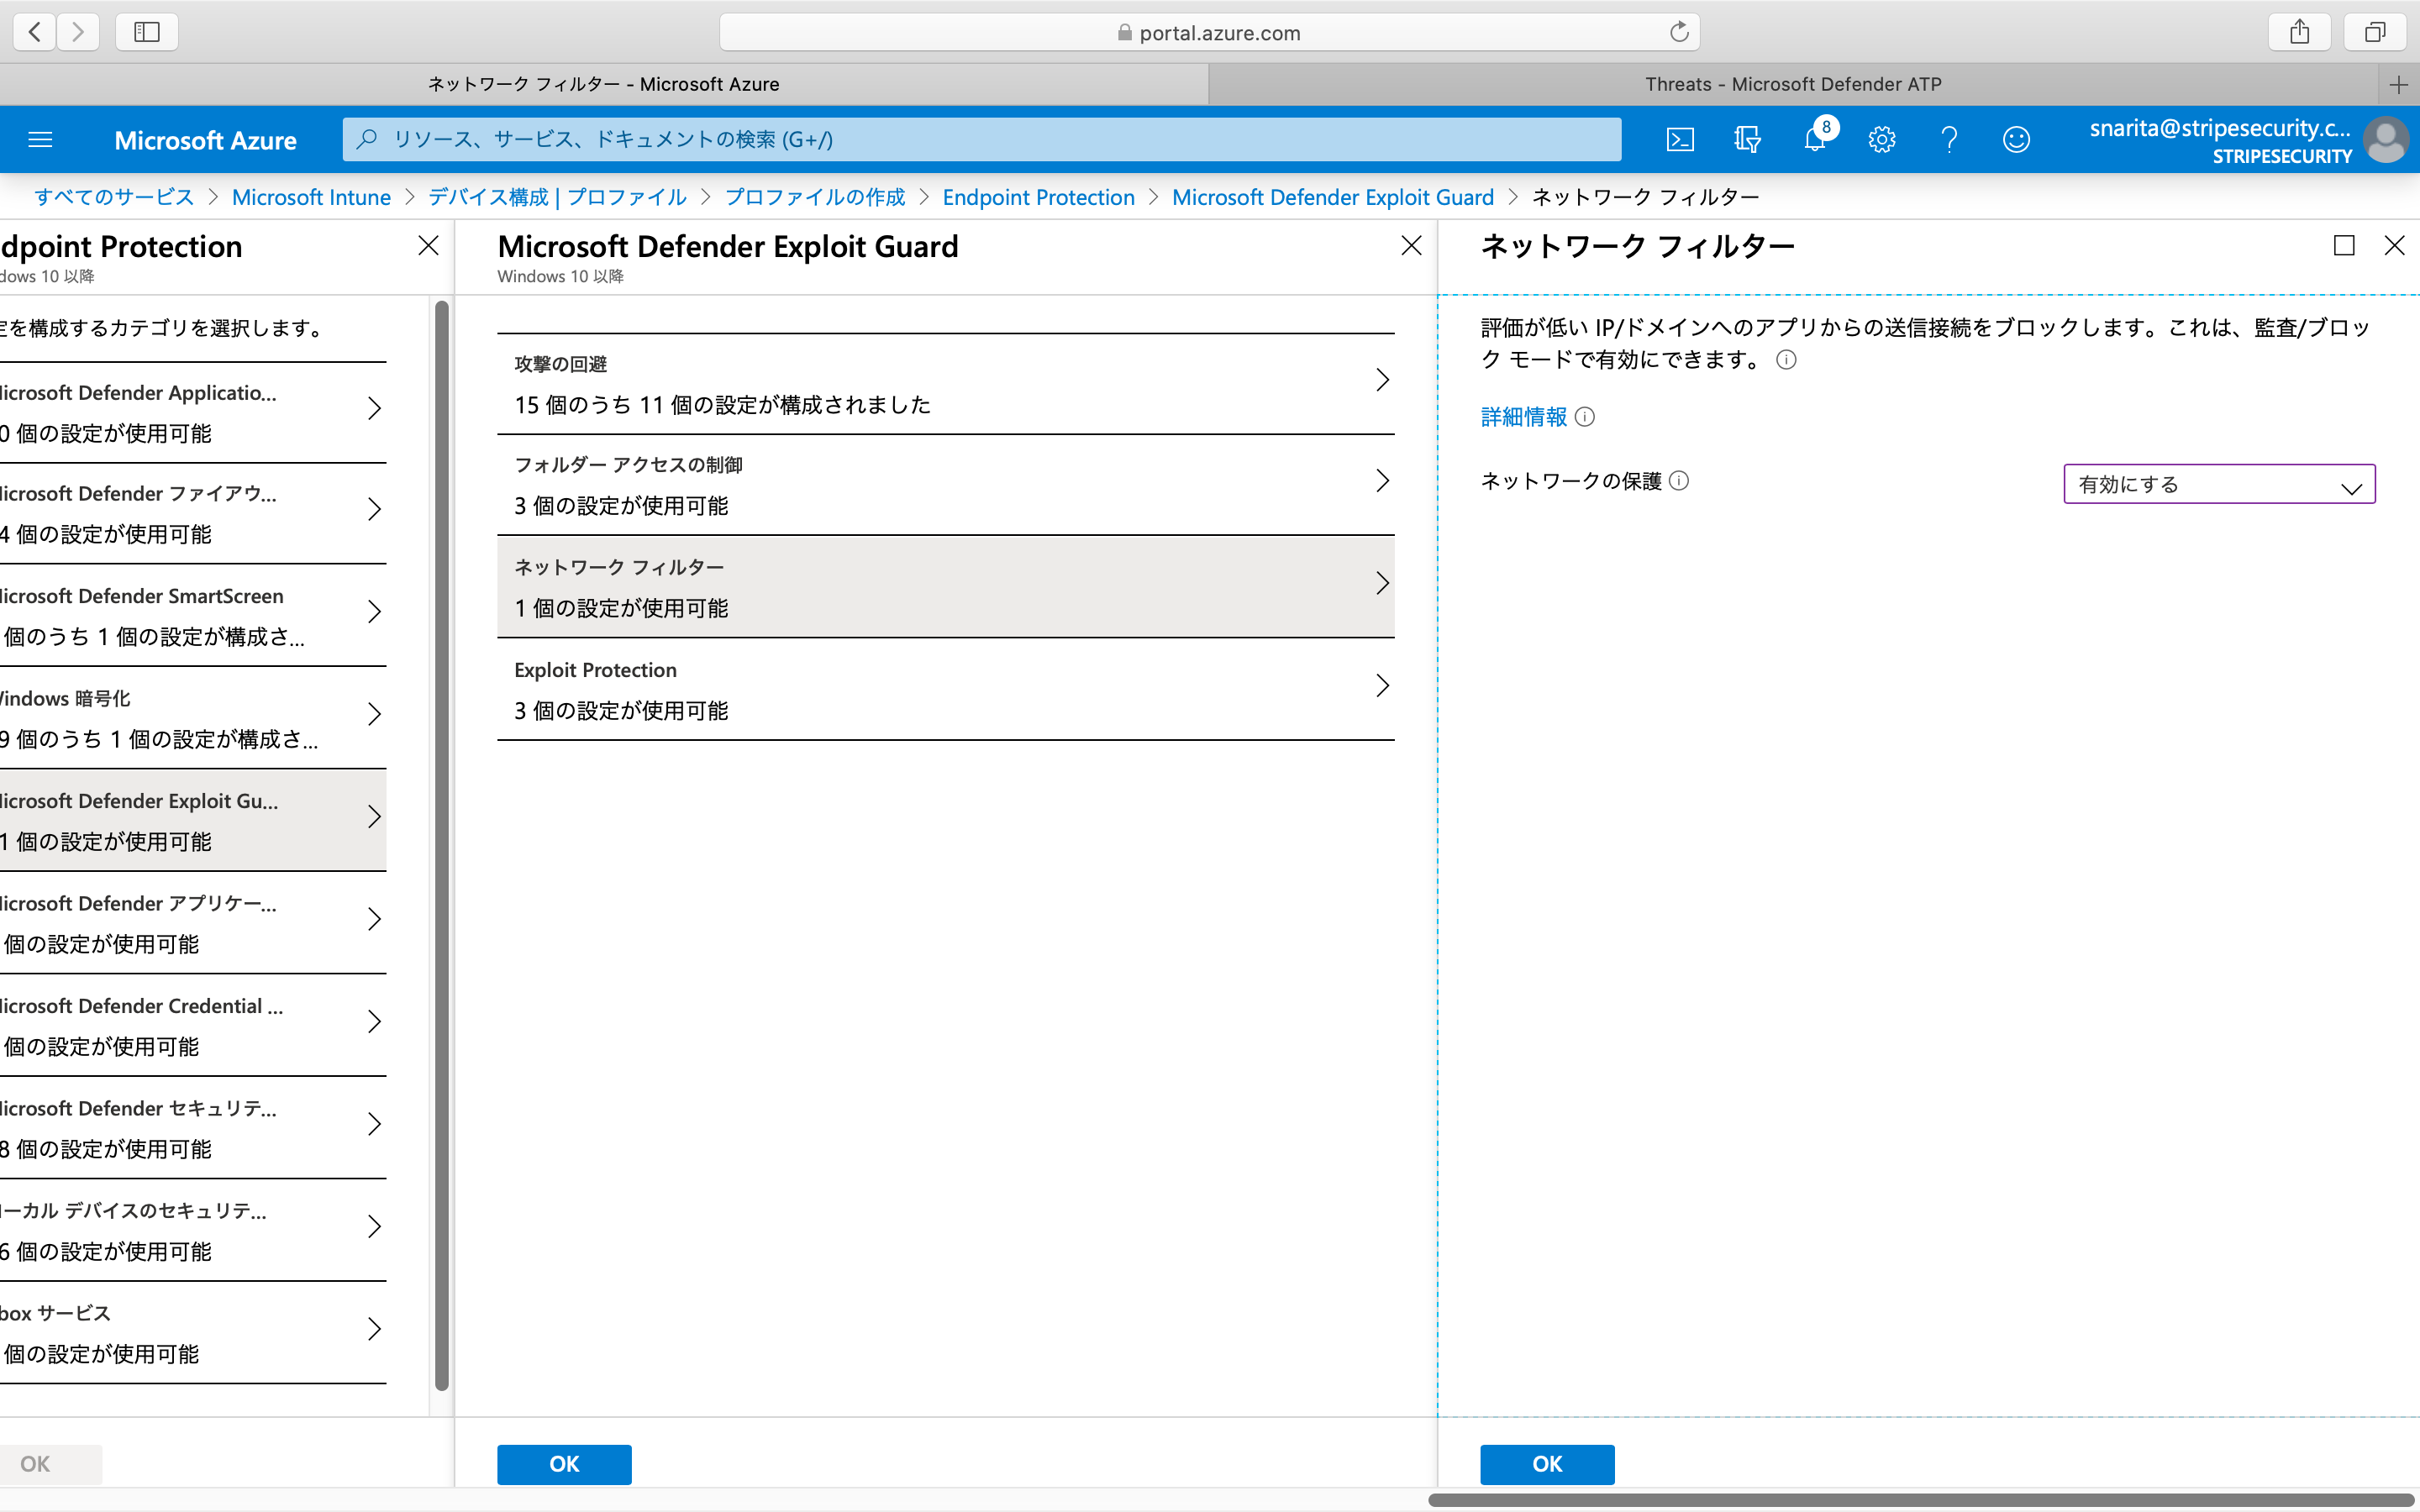 portal.azure.com
ネットワーク フィルター - Microsoft Azure
Threats - Microsoft Defender ATP
Microsoft Azure
リソース、サービス、ドキュメントの検索 (G+/)
8
snarita@stripesecurity.c...
STRIPESECURITY
すべてのサービス > Microsoft Intune > デバイス構成 | プロファイル > プロファイルの作成 > Endpoint Protection > Microsoft Defender Exploit Guard > ネットワーク フィルター
dpoint Protection
dows 10 以降
を構成するカテゴリを選択します。
icrosoft Defender Applicatio...
0 個の設定が使用可能
icrosoft Defender ファイアウ...
4 個の設定が使用可能
icrosoft Defender SmartScreen
個のうち 1 個の設定が構成さ...
indows 暗号化
9 個のうち 1 個の設定が構成さ...
icrosoft Defender Exploit Gu...
1 個の設定が使用可能
icrosoft Defender アプリケー...
個の設定が使用可能
icrosoft Defender Credential ...
個の設定が使用可能
icrosoft Defender セキュリテ...
8 個の設定が使用可能
ーカル デバイスのセキュリテ...
6 個の設定が使用可能
box サービス
個の設定が使用可能
OK
Microsoft Defender Exploit Guard
Windows 10 以降
攻撃の回避
15 個のうち 11 個の設定が構成されました
フォルダー アクセスの制御
3 個の設定が使用可能
ネットワーク フィルター
1 個の設定が使用可能
Exploit Protection
3 個の設定が使用可能
OK
ネットワーク フィルター
評価が低い IP/ドメインへのアプリからの送信接続をブロックします。これは、監査/ブロッ
ク モードで有効にできます。
詳細情報
ネットワークの保護
有効にする
OK